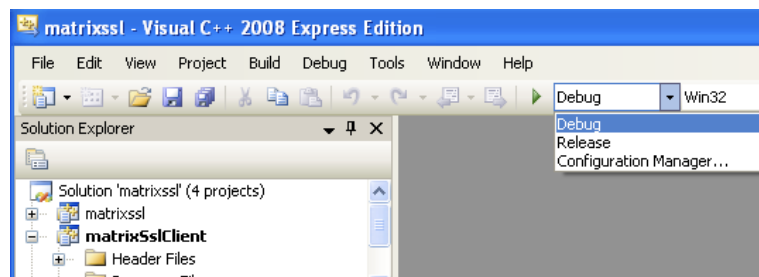 matrixssl - Visual C++ 2008 Express Edition
File Edit View Project Build Debug Tools Window Help
Debug Win32
Solution Explorer
Debug
Release
Configuration Manager...
Solution 'matrixssl' (4 projects)
matrixssl
matrixSslClient
Header Files